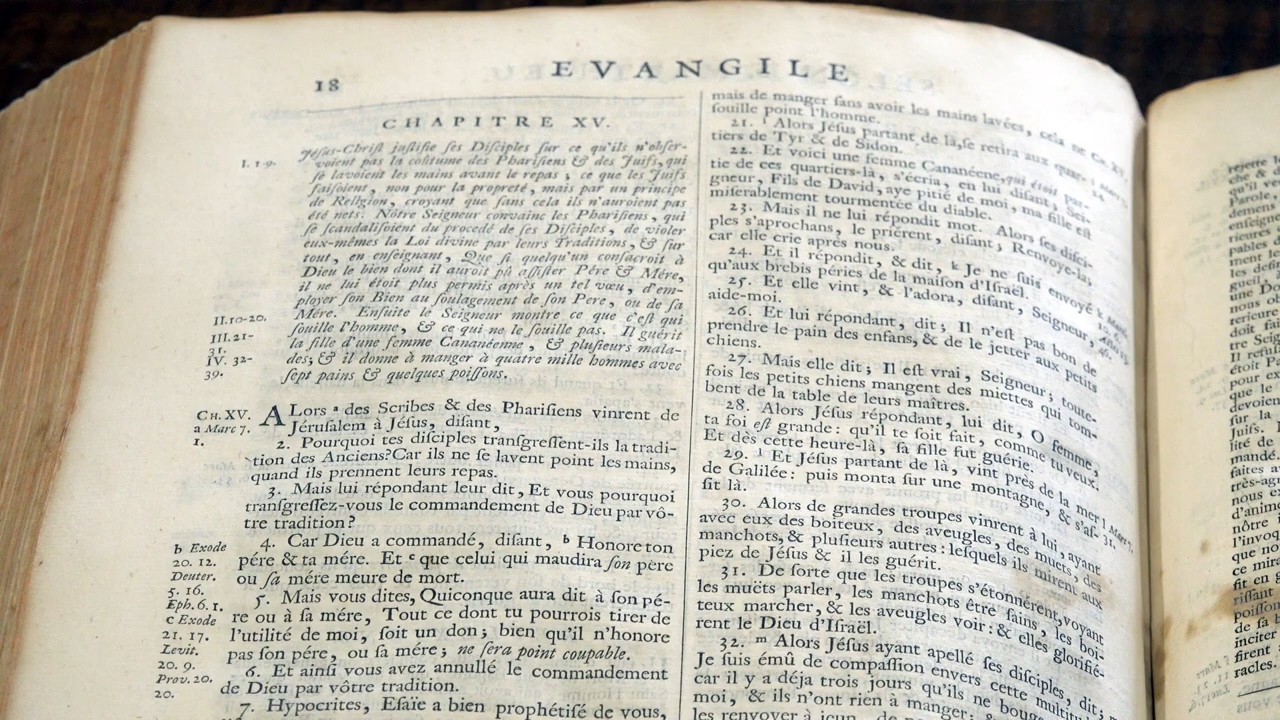 18
EVANGILE
CHAPITRE XV.
I. 1-9.
Jésus-Christ justifie ses Disciples sur ce qu'ils n'obser-
voient pas la coûtume des Pharisiens & des Juifs, qui
se lavoient les mains avant le repas ; ce que les Juifs
faisoient, non pour la propreté, mais par un principe
de Religion, croyant que sans cela ils n'auroient pas
été nets. Nôtre Seigneur convainc les Pharisiens, qui
se scandalisoient du procedé de ses Disciples, de violer
eux-mêmes la Loi divine par leurs Traditions, & sur
tout, en enseignant, Que si quelqu'un consacroit à
Dieu le bien dont il auroit pû assister Pére & Mére,
il ne lui étoit plus permis après un tel vœu, d'em-
ployer son Bien au soulagement de son Pere, ou de sa
Mére. Ensuite le Seigneur montre ce que c'est qui
souille l'homme, & ce qui ne le souille pas. Il guérit
la fille d'une femme Cananéenne, & plusieurs mala-
des; & il donne à manger à quatre mille hommes avec
sept pains & quelques poissons.
II. 10-20.
III. 21-
31.
IV. 32-
39.
CH. XV.
a Marc 7.
1.
ALors a des Scribes & des Pharisiens vinrent de
Jérusalem à Jésus, disant,
2. Pourquoi tes disciples transgressent-ils la tradi-
tion des Anciens? Car ils ne se lavent point les mains,
quand ils prennent leurs repas.
3. Mais lui répondant leur dit, Et vous pourquoi
transgressez-vous le commandement de Dieu par vô-
tre tradition?
4. Car Dieu a commandé, disant, b Honore ton
pére & ta mére. Et c que celui qui maudira son pére
ou sa mére meure de mort.
5. Mais vous dites, Quiconque aura dit à son pé-
re ou à sa mére, Tout ce dont tu pourrois tirer de
l'utilité de moi, soit un don; bien qu'il n'honore
pas son pére, ou sa mére; ne sera point coupable.
6. Et ainsi vous avez annullé le commandement
de Dieu par vôtre tradition.
7. Hypocrites, Esaïe a bien prophétisé de vous,
b Exode
20. 12.
Deuter.
5. 16.
Eph. 6. 1.
c Exode
21. 17.
Levit.
20. 9.
Prov. 20.
20.
mais de manger sans avoir les mains lavées, cela ne
souille point l'homme.
21. i Alors Jésus partant de là, se retira aux quar-
tiers de Tyr & de Sidon.
22. Et voici une femme Cananéene, qui étoit par-
tie de ces quartiers-là, s'écria, en lui disant, Sei-
gneur, Fils de David, aye pitié de moi, ma fille est
misérablement tourmentée du diable.
23. Mais il ne lui répondit mot. Alors ses disci-
ples s'aprochans, le priérent, disant; Renvoye-la,
car elle crie après nous.
24. Et il répondit, & dit, k Je ne suis envoyé
qu'aux brebis péries de la maison d'Israël.
25. Et elle vint, & l'adora, disant, Seigneur,
aide-moi.
26. Et lui répondant, dit; Il n'est pas bon de
prendre le pain des enfans, & de le jetter aux petits
chiens.
27. Mais elle dit; Il est vrai, Seigneur; toute-
fois les petits chiens mangent des miettes qui tom-
bent de la table de leurs maîtres.
28. Alors Jésus répondant, lui dit, O femme,
ta foi est grande: qu'il te soit fait, comme tu veux.
Et dès cette heure-là, sa fille fut guérie.
29. l Et Jésus partant de là, vint près de la mer
de Galilée: puis monta sur une montagne, & s'as-
sit là.
30. Alors de grandes troupes vinrent à lui, ayant
avec eux des boiteux, des aveugles, des muets, des
manchots, & plusieurs autres: lesquels ils mirent aux
piez de Jésus & il les guérit.
31. De sorte que les troupes s'étonnérent, voyant
les muëts parler, les manchots être sains, les boi-
teux marcher, & les aveugles voir: & elles glorifié-
rent le Dieu d'Israël.
32. m Alors Jésus ayant apellé ses disciples, dit;
Je suis émû de compassion envers cette multitude,
car il y a déja trois jours qu'ils ne bougent
moi, & ils n'ont rien à manger; &
les renvoyer à jeun, de
CH. XV.